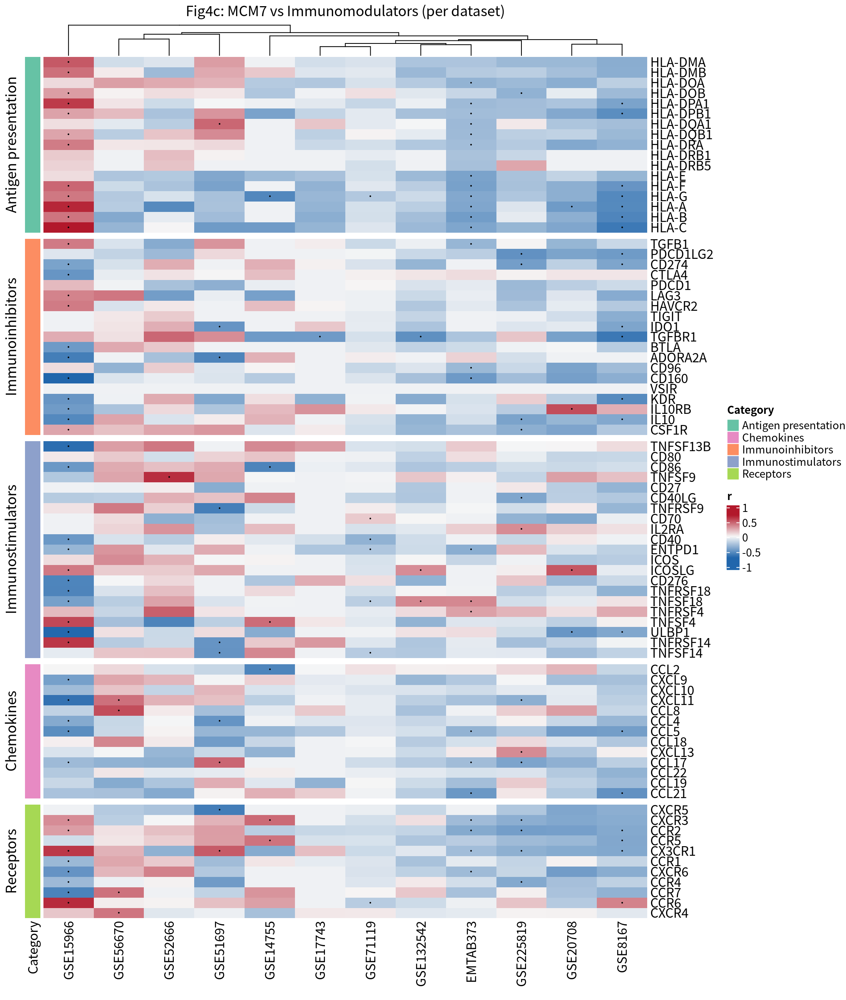 Fig4c: MCM7 vs Immunomodulators (per dataset)
Antigen presentation
HLA-DMA
HLA-DMB
HLA-DOA
HLA-DOB
HLA-DPA1
HLA-DPB1
HLA-DQA1
HLA-DQB1
HLA-DRA
HLA-DRB1
HLA-DRB5
HLA-E
HLA-F
HLA-G
HLA-A
HLA-B
HLA-C
Immunoinhibitors
TGFB1
PDCD1LG2
CD274
CTLA4
PDCD1
LAG3
HAVCR2
TIGIT
IDO1
TGFBR1
BTLA
ADORA2A
CD96
CD160
VSIR
KDR
IL10RB
IL10
CSF1R
Immunostimulators
TNFSF13B
CD80
CD86
TNFSF9
CD27
CD40LG
TNFRSF9
CD70
IL2RA
CD40
ENTPD1
ICOS
ICOSLG
CD276
TNFRSF18
TNFSF18
TNFRSF4
TNFSF4
ULBP1
TNFRSF14
TNFSF14
Chemokines
CCL2
CXCL9
CXCL10
CXCL11
CCL8
CCL4
CCL5
CCL18
CXCL13
CCL17
CCL22
CCL19
CCL21
Receptors
CXCR5
CXCR3
CCR2
CCR5
CX3CR1
CCR1
CXCR6
CCR4
CCR7
CCR6
CXCR4
Category
GSE15966
GSE56670
GSE52666
GSE51697
GSE14755
GSE17743
GSE71119
GSE132542
EMTAB373
GSE225819
GSE20708
GSE8167
Category
Antigen presentation
Chemokines
Immunoinhibitors
Immunostimulators
Receptors
r
1
0.5
0
-0.5
-1